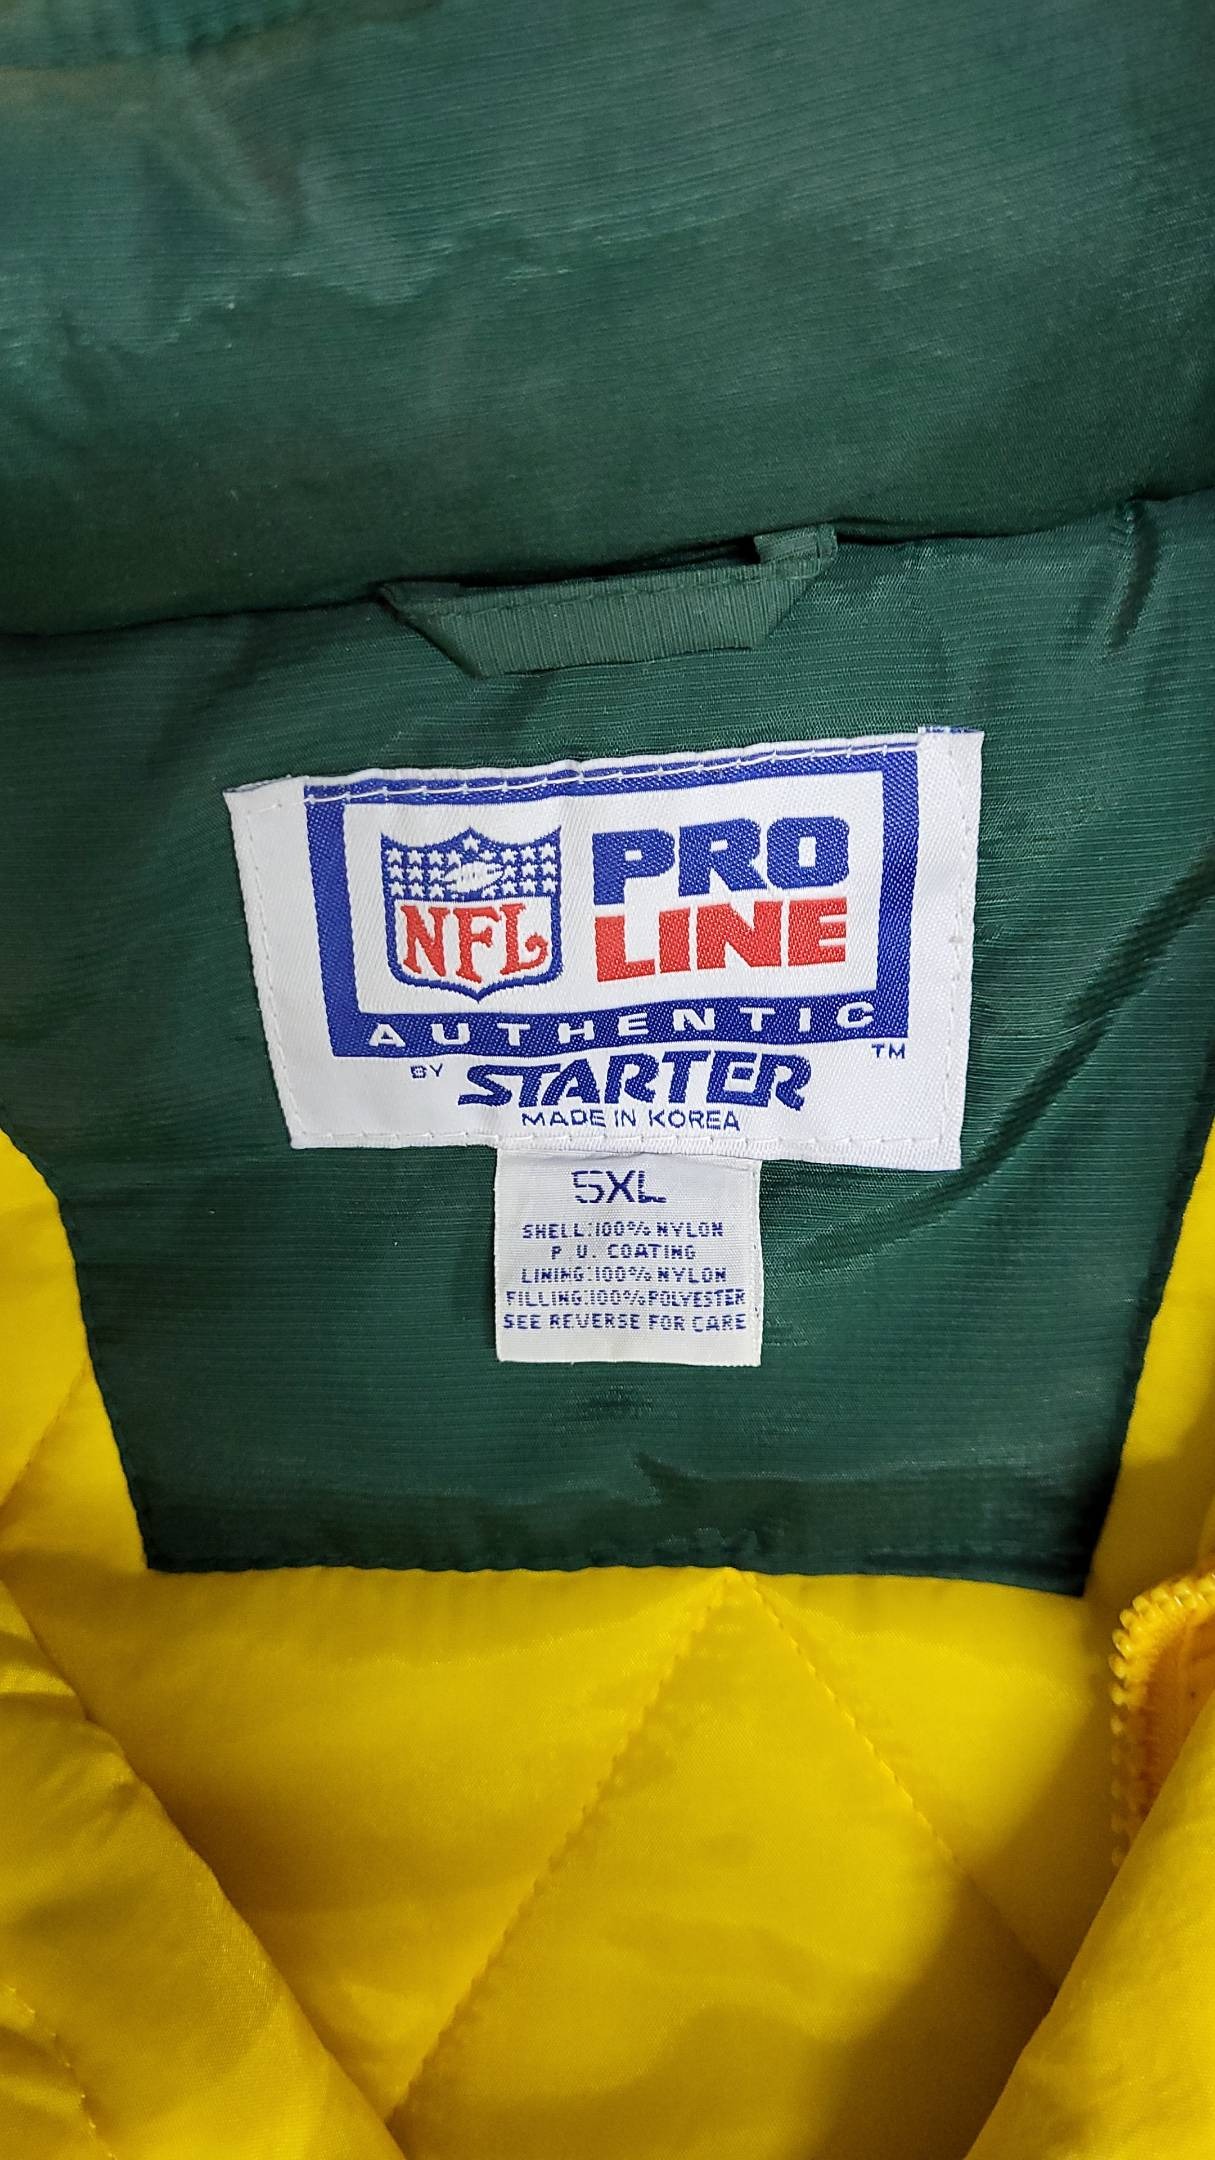 NFL
PRO
LINE
AUTHENTIC
TM
BY STARTER
MADE IN KOREA
5XL
SHELL:100% NYLON
P. U. COATING
LINING:100% NYLON
FILLING:100% POLYESTER
SEE REVERSE FOR CARE